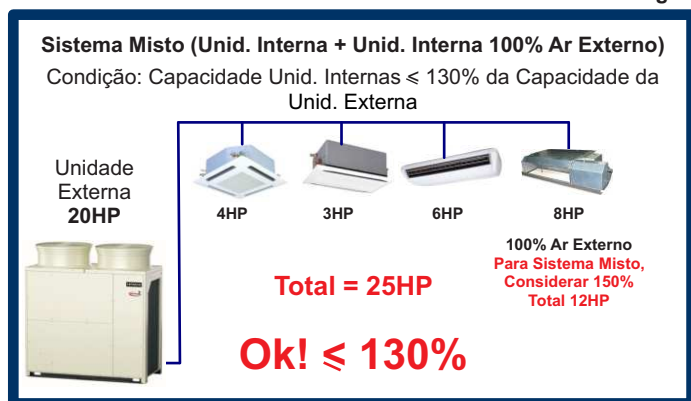 Sistema Misto (Unid. Interna + Unid. Interna 100% Ar Externo)
Condição: Capacidade Unid. Internas ⩽ 130% da Capacidade da
Unid. Externa
Unidade
Externa
20HP
4HP
3HP
6HP
8HP
100% Ar Externo
Para Sistema Misto,
Considerar 150%
Total 12HP
Total = 25HP
Ok! ⩽ 130%